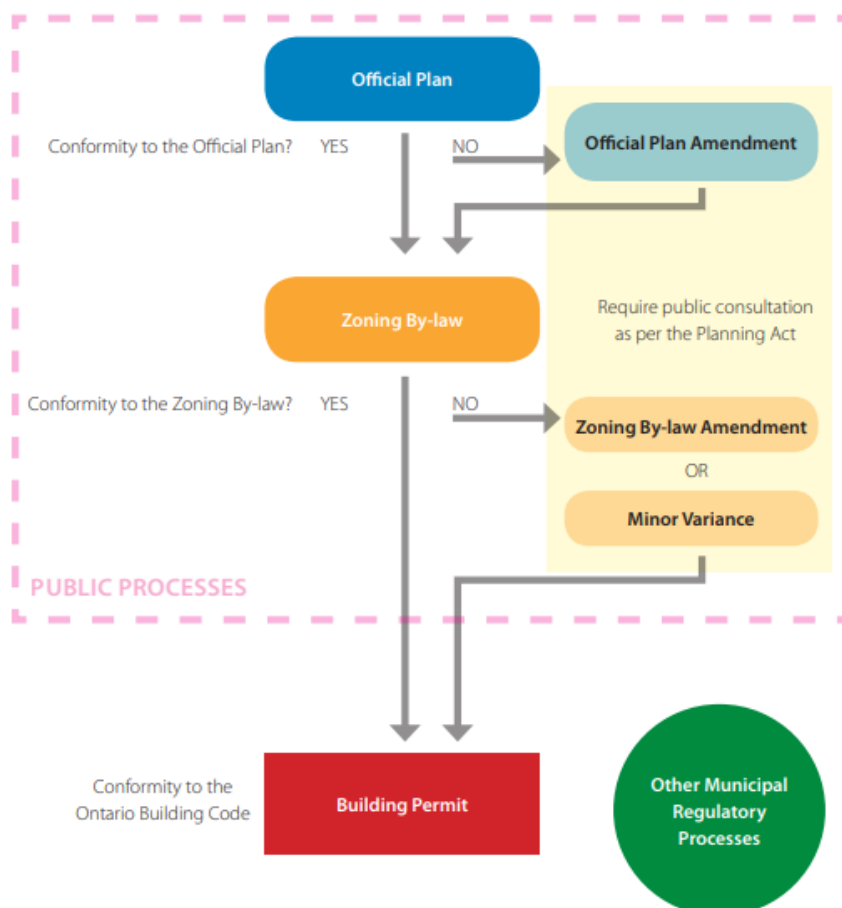 Official Plan
Conformity to the Official Plan? YES NO
Official Plan Amendment
Zoning By-law
Require public consultation
as per the Planning Act
Conformity to the Zoning By-law? YES NO
Zoning By-law Amendment
OR
Minor Variance
PUBLIC PROCESSES
Conformity to the
Ontario Building Code
Building Permit
Other Municipal
Regulatory
Processes